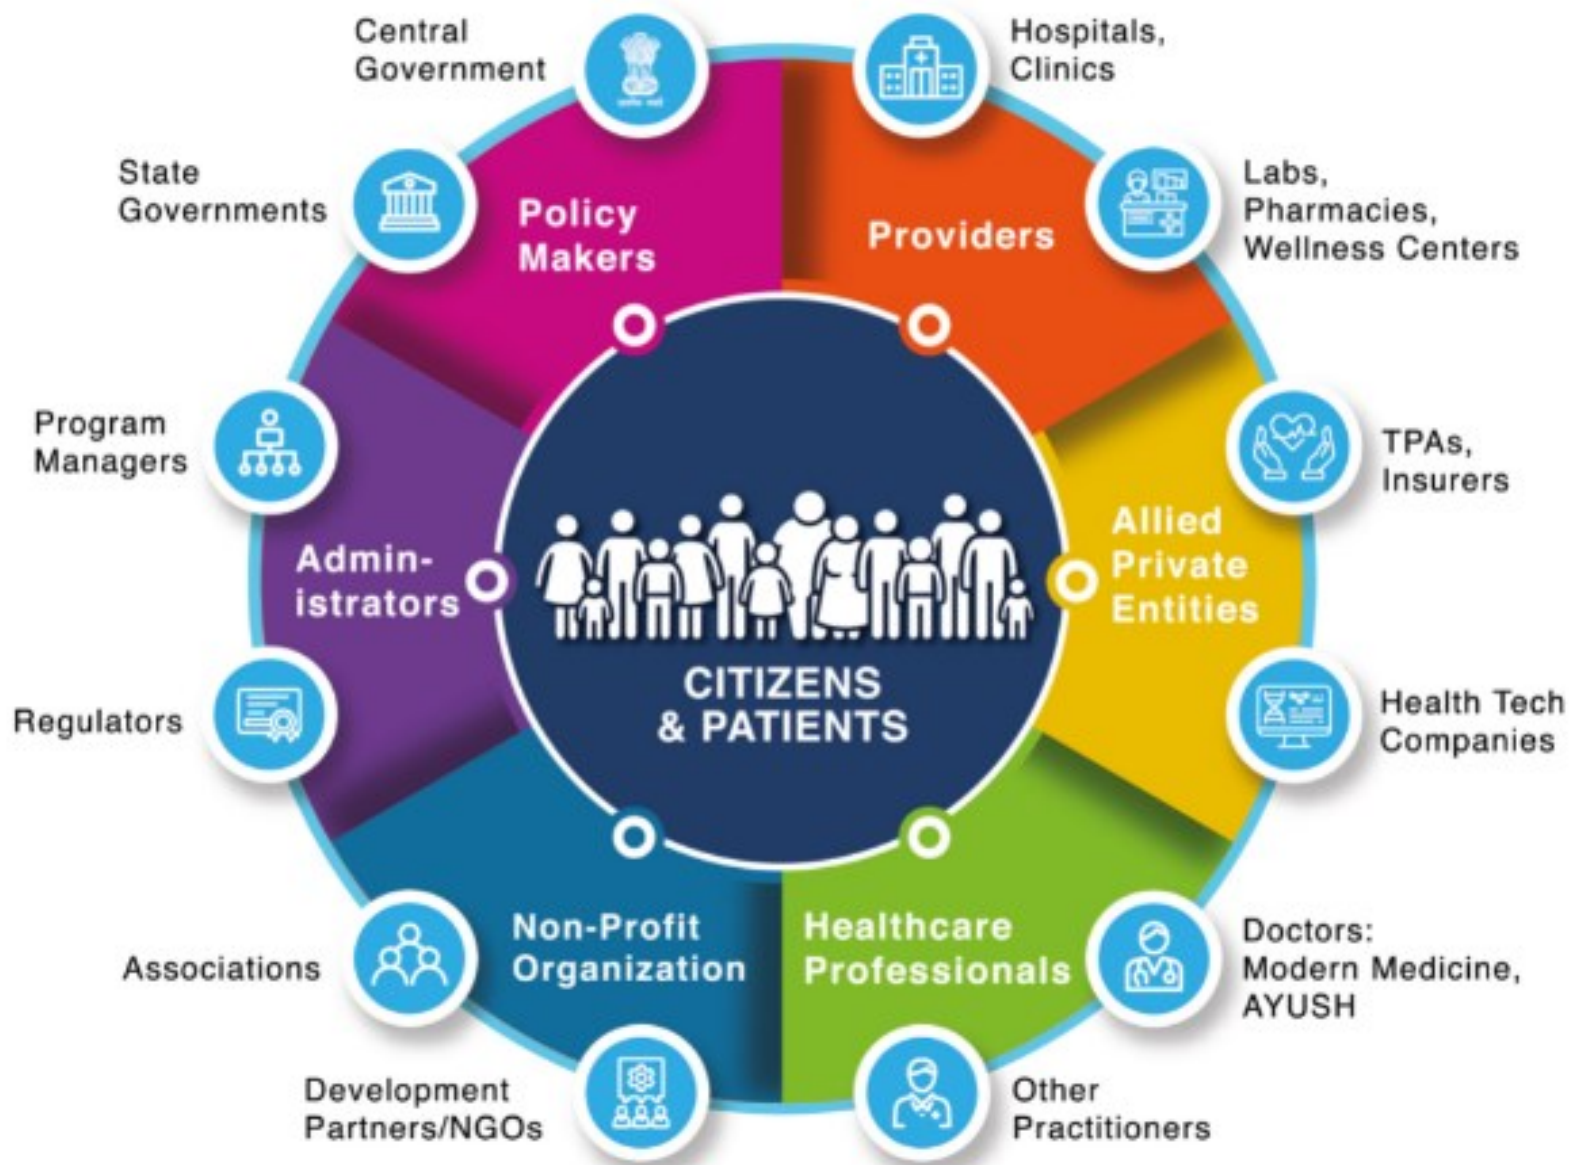 Central
Government
Hospitals,
Clinics
State
Governments
Policy
Makers
Providers
Labs,
Pharmacies,
Wellness Centers
Program
Managers
TPAs,
Insurers
Admin-
istrators
Allied
Private
Entities
CITIZENS
& PATIENTS
Regulators
Health Tech
Companies
Non-Profit
Organization
Healthcare
Professionals
Associations
Doctors:
Modern Medicine,
AYUSH
Development
Partners/NGOs
Other
Practitioners